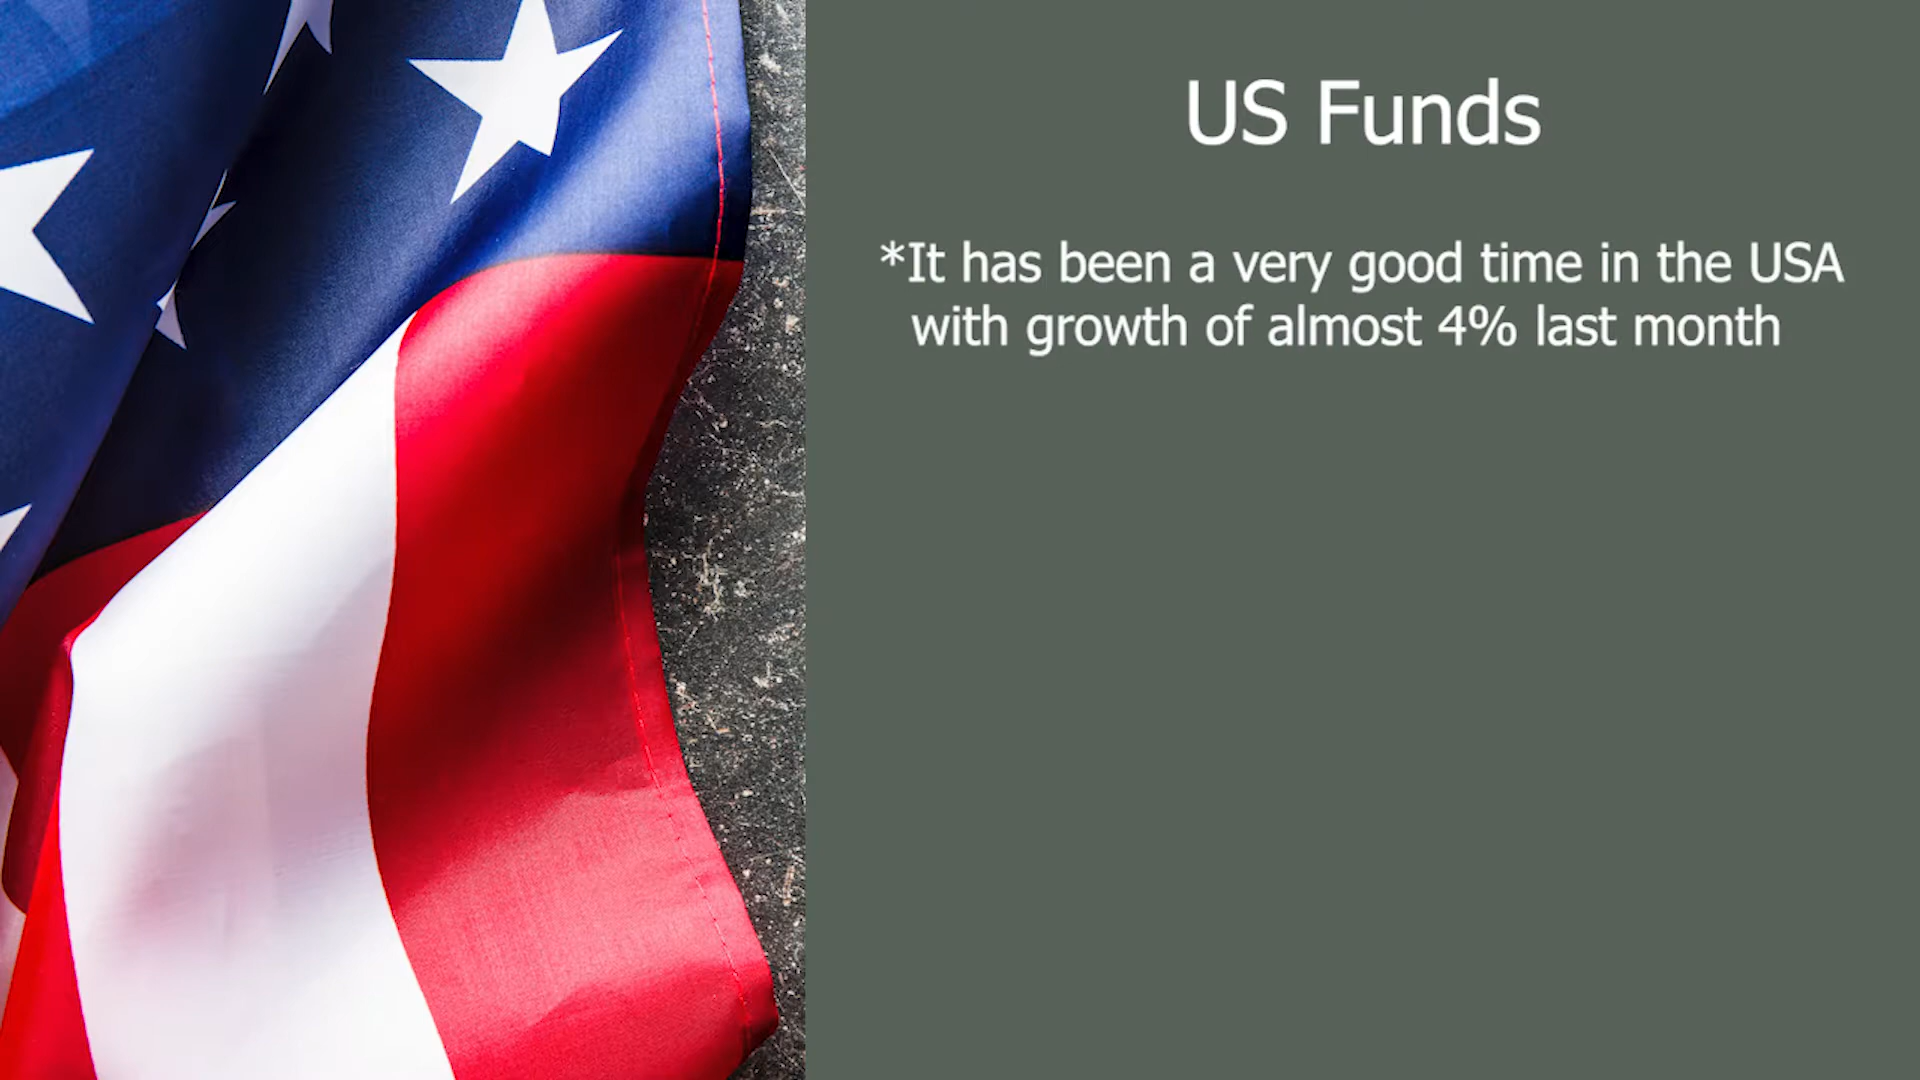 US Funds
*It has been a very good time in the USA
with growth of almost 4% last month